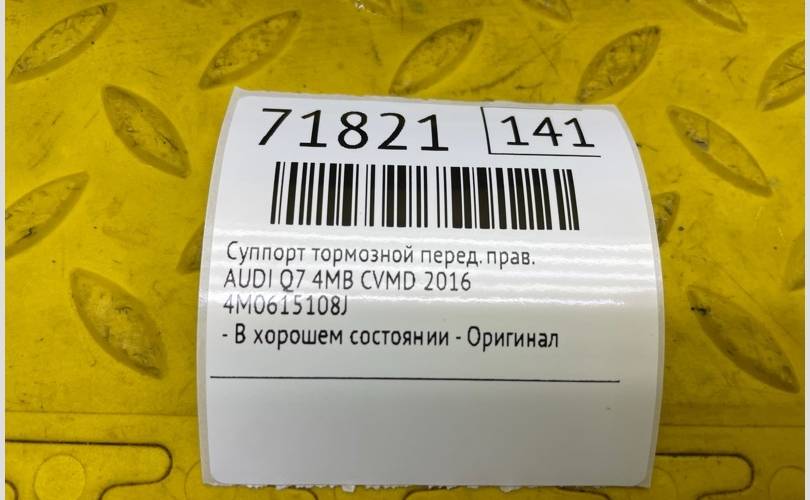 71821 141
Суппорт тормозной перед. прав.
AUDI Q7 4MB CVMD 2016
4M0615108J
- В хорошем состоянии - Оригинал